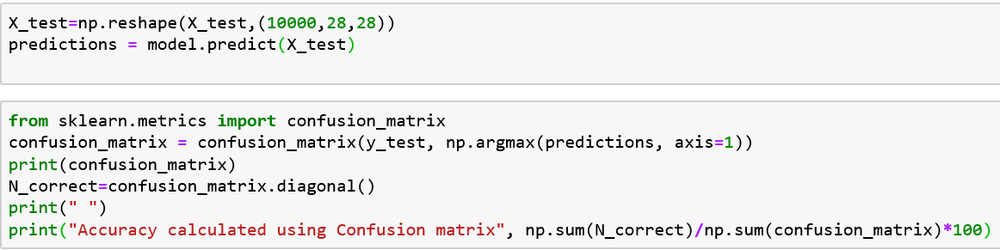 X_test=np.reshape(X_test,(10000,28,28))
predictions = model.predict(X_test)
from sklearn.metrics import confusion_matrix
confusion_matrix = confusion_matrix(y_test, np.argmax(predictions, axis=1))
print(confusion_matrix)
N_correct=confusion_matrix.diagonal()
print(" ")
print("Accuracy calculated using Confusion matrix", np.sum(N_correct)/np.sum(confusion_matrix)*100)